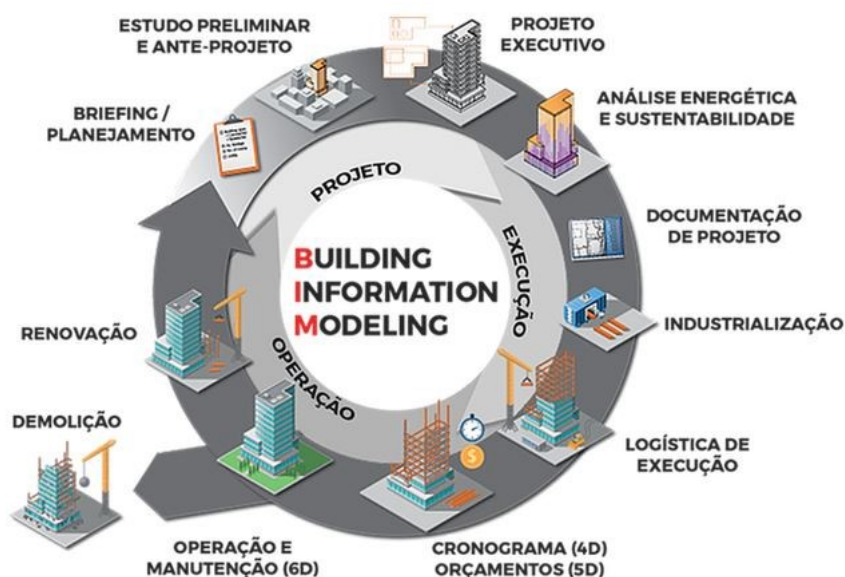 ESTUDO PRELIMINAR
E ANTE-PROJETO
PROJETO
EXECUTIVO
BRIEFING /
PLANEJAMENTO
ANÁLISE ENERGÉTICA
E SUSTENTABILIDADE
PROJETO
EXECUÇÃO
OPERAÇÃO
BUILDING
INFORMATION
MODELING
DOCUMENTAÇÃO
DE PROJETO
INDUSTRIALIZAÇÃO
RENOVAÇÃO
DEMOLIÇÃO
LOGÍSTICA DE
EXECUÇÃO
OPERAÇÃO E
MANUTENÇÃO (6D)
CRONOGRAMA (4D)
ORÇAMENTOS (5D)
$